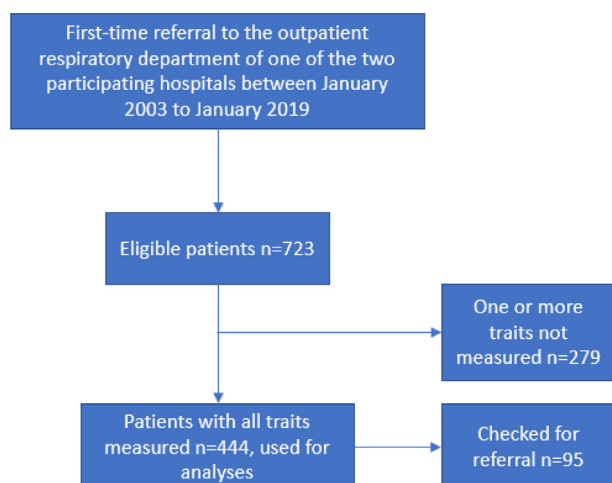 First-time referral to the outpatient
respiratory department of one of the two
participating hospitals between January
2003 to January 2019
Eligible patients n=723
One or more
traits not
measured n=279
Patients with all traits
measured n=444, used for
analyses
Checked for
referral n=95